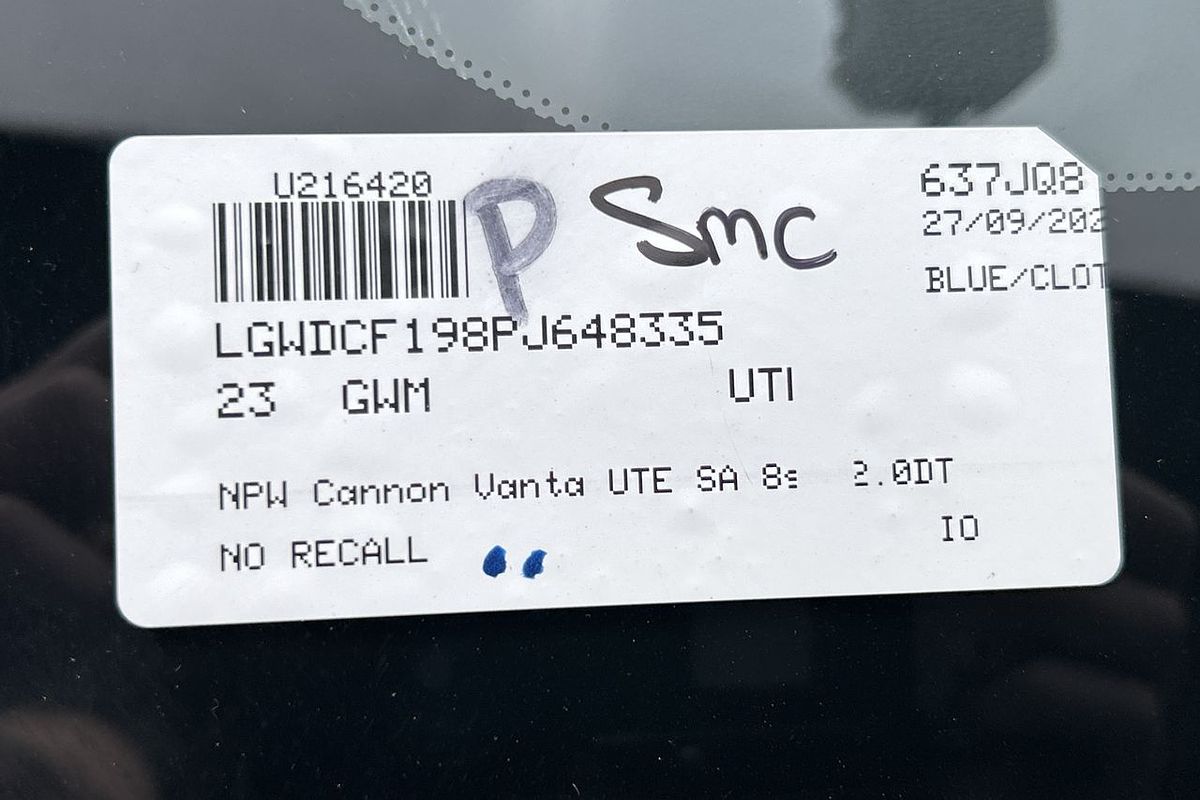 U216420
P Smc
637JQ8
27/09/202
BLUE/CLOT
LGWDCF198PJ648335
23 GWM UTI
NPW Cannon Vanta UTE SA 8s 2.0DT
IO
NO RECALL